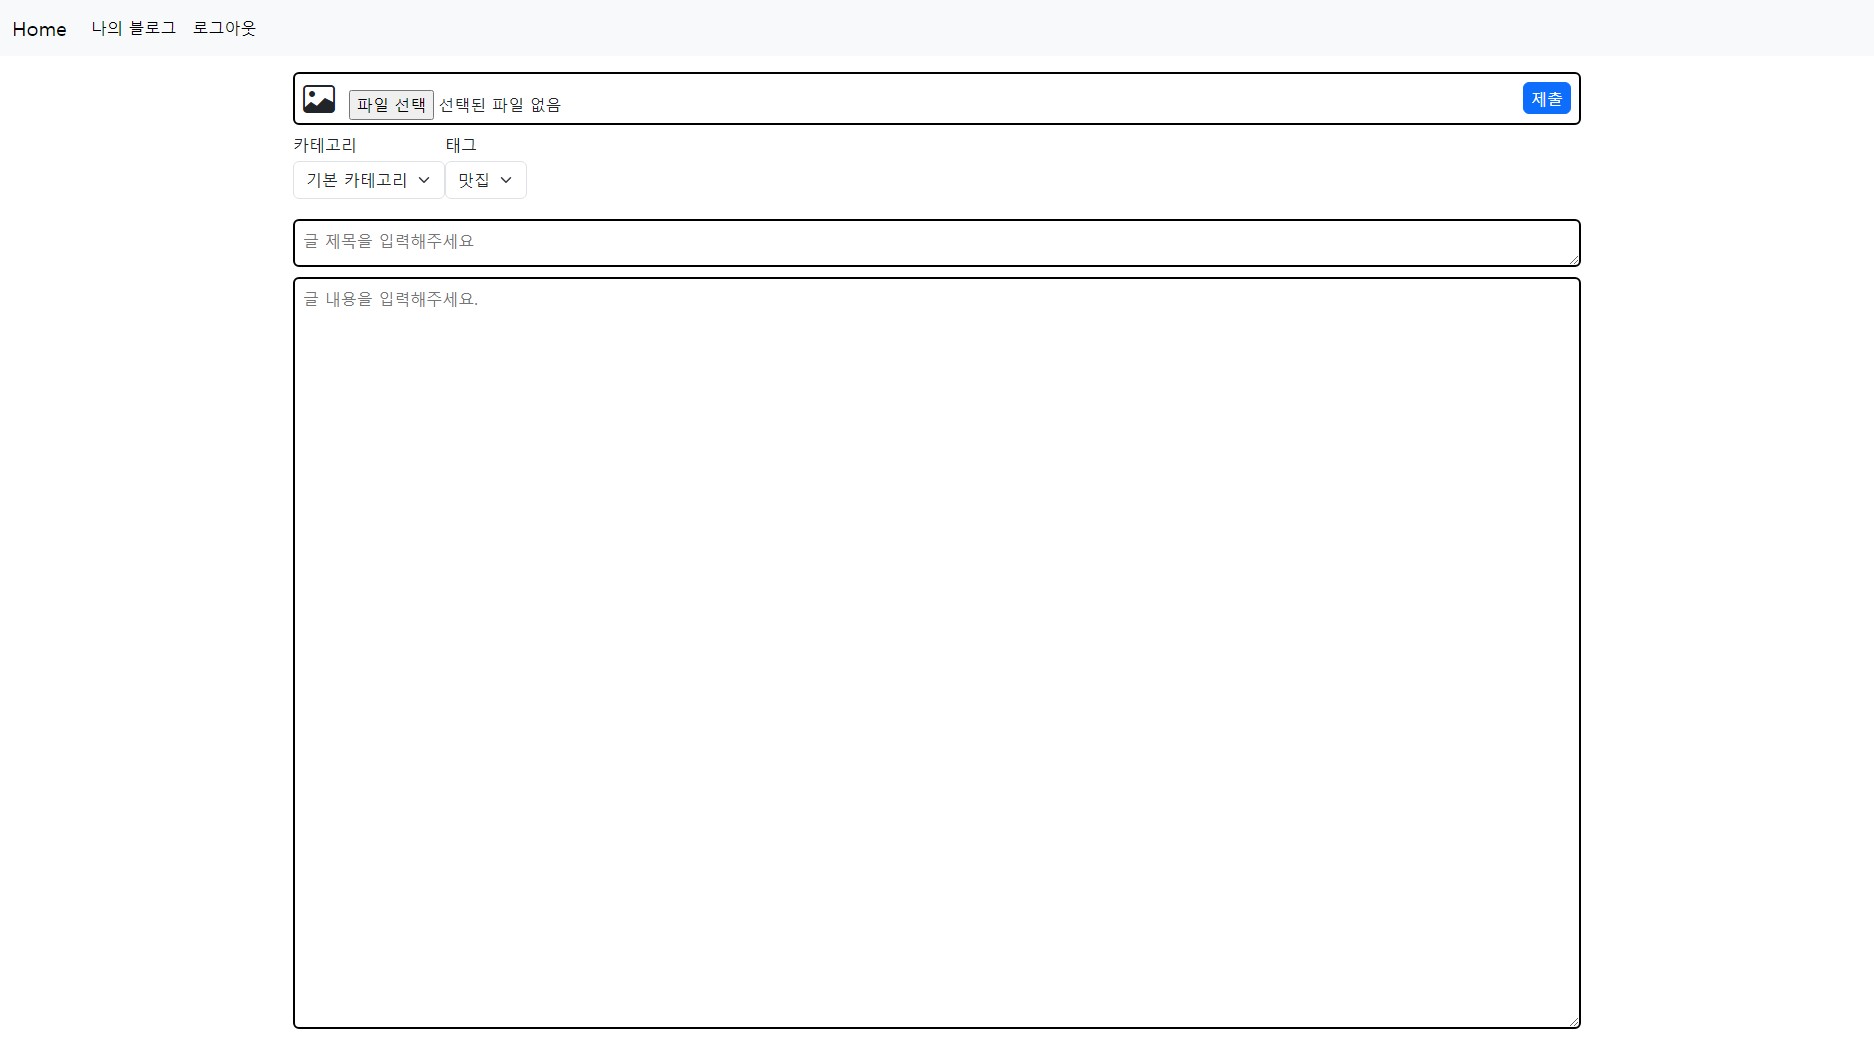 Home 나의 블로그 로그아웃
파일 선택 선택된 파일 없음 제출
카테고리 태그
기본 카테고리 맛집
글 제목을 입력해주세요
글 내용을 입력해주세요.